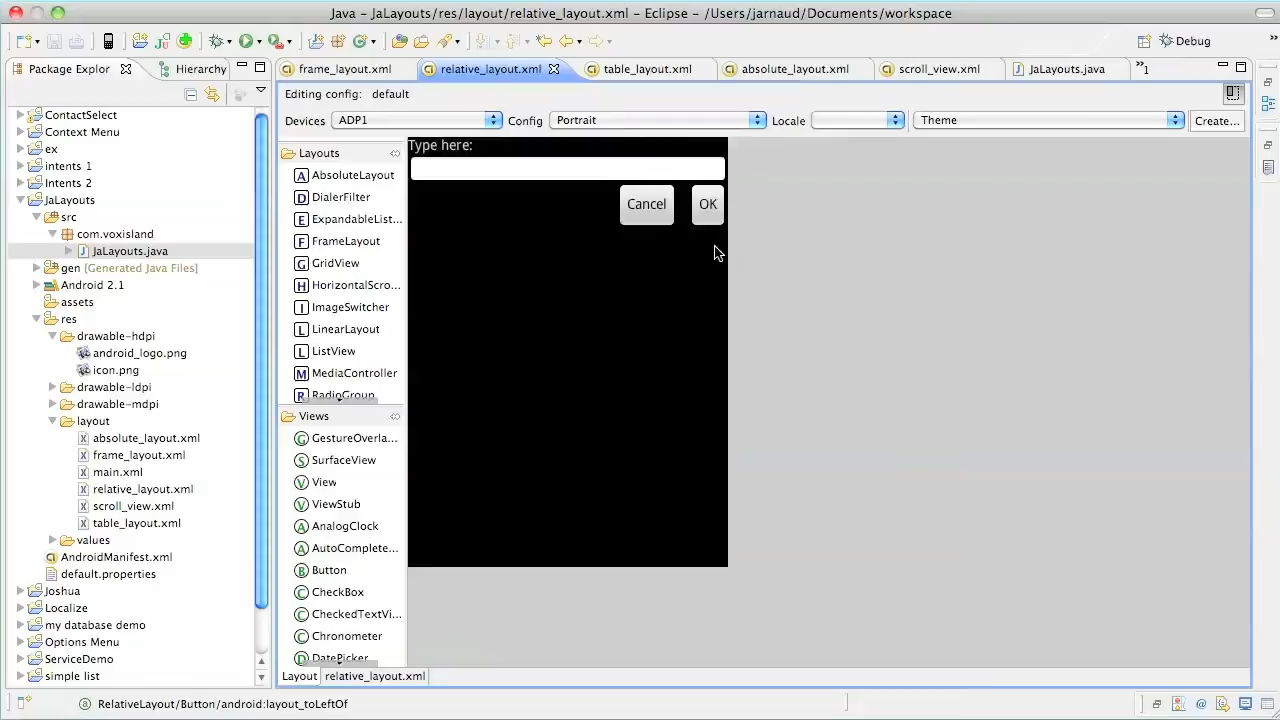 Java – JaLayouts/res/layout/relative_layout.xml – Eclipse – /Users/jarnaud/Documents/workspace
Debug
Package Explor
Hierarchy
frame_layout.xml
relative_layout.xml
table_layout.xml
absolute_layout.xml
scroll_view.xml
JaLayouts.java
»1
Editing config: default
Devices ADP1 Config Portrait Locale Theme Create...
ContactSelect
Context Menu
ex
intents 1
Intents 2
JaLayouts
src
com.voxisland
JaLayouts.java
gen [Generated Java Files]
Android 2.1
assets
res
drawable-hdpi
android_logo.png
icon.png
drawable-ldpi
drawable-mdpi
layout
absolute_layout.xml
frame_layout.xml
main.xml
relative_layout.xml
scroll_view.xml
table_layout.xml
values
AndroidManifest.xml
default.properties
Joshua
Localize
my database demo
Options Menu
ServiceDemo
simple list
Layouts
AbsoluteLayout
DialerFilter
ExpandableList...
FrameLayout
GridView
HorizontalScro...
ImageSwitcher
LinearLayout
ListView
MediaController
RadioGroup
Views
GestureOverla...
SurfaceView
View
ViewStub
AnalogClock
AutoComplete...
Button
CheckBox
CheckedTextVi...
Chronometer
DatePicker
Type here:
Cancel
OK
Layout
relative_layout.xml
RelativeLayout/Button/android:layout_toLeftOf